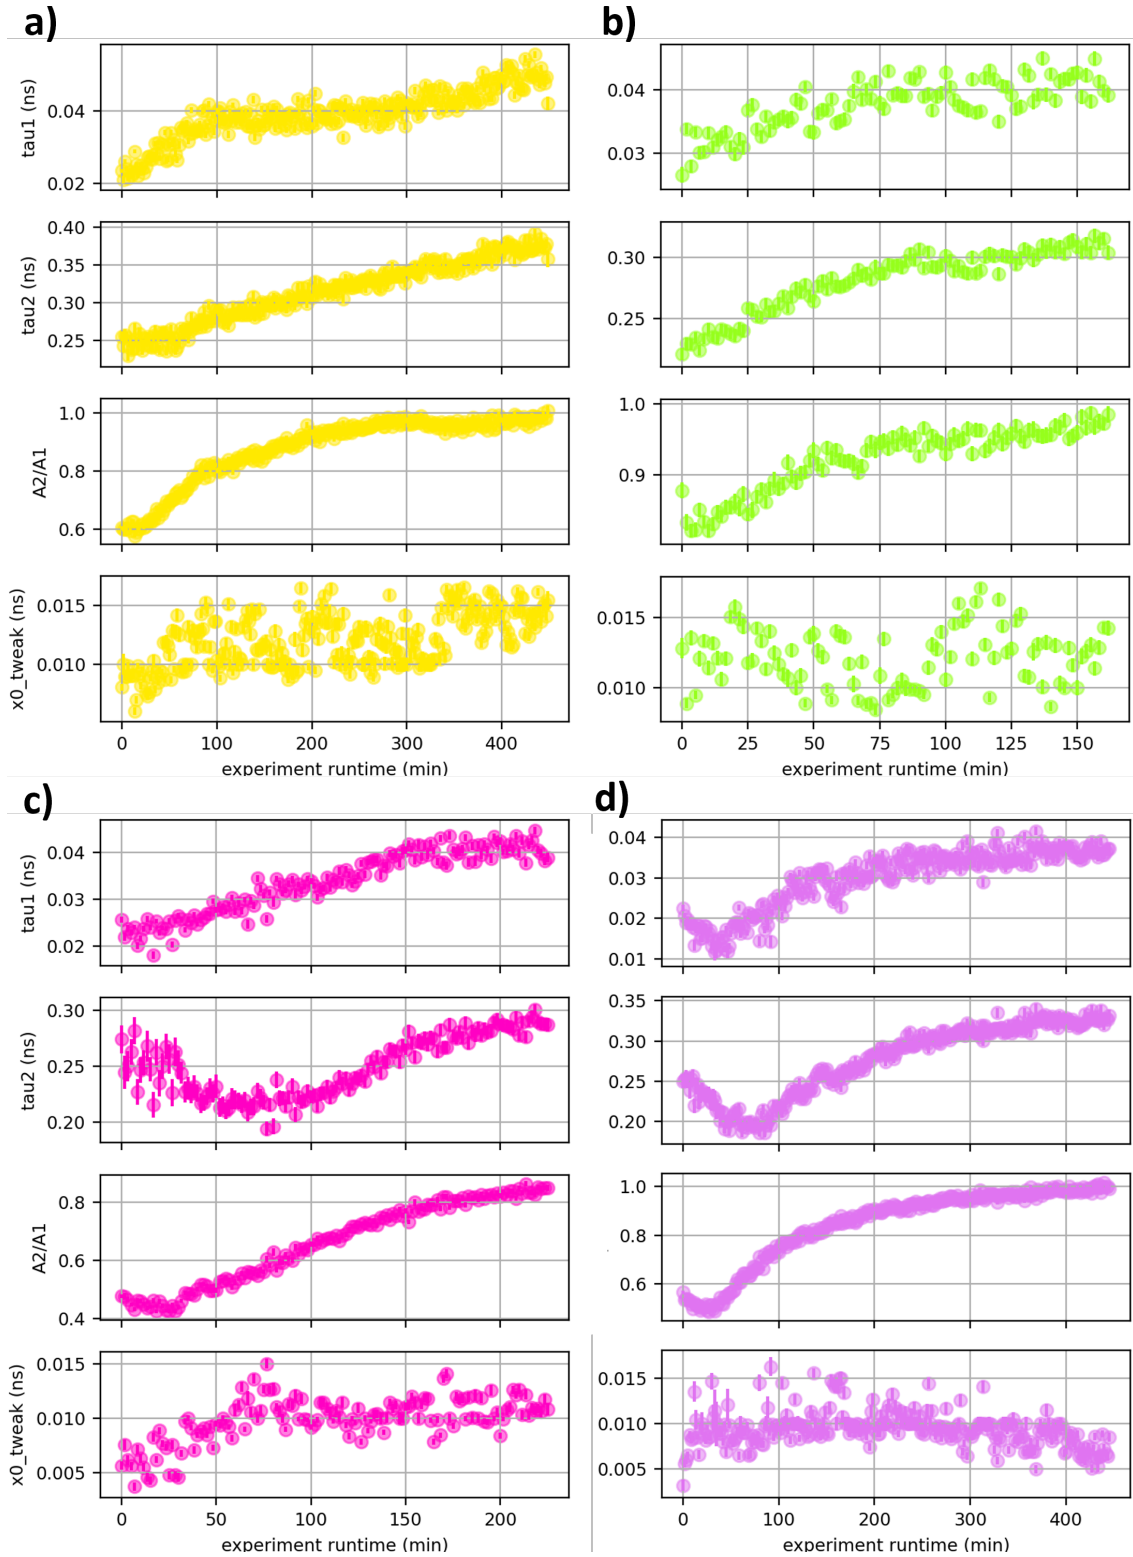 a)
tau1 (ns)
0.04
0.02
tau2 (ns)
0.40
0.35
0.30
0.25
A2/A1
1.0
0.8
0.6
x0_tweak (ns)
0.015
0.010
0 100 200 300 400
experiment runtime (min)
b)
0.04
0.03
0.30
0.25
1.0
0.9
0.015
0.010
0 25 50 75 100 125 150
experiment runtime (min)
c)
tau1 (ns)
0.04
0.03
0.02
tau2 (ns)
0.30
0.25
0.20
A2/A1
0.8
0.6
0.4
x0_tweak (ns)
0.015
0.010
0.005
0 50 100 150 200
experiment runtime (min)
d)
0.04
0.03
0.02
0.01
0.35
0.30
0.25
0.20
1.0
0.8
0.6
0.015
0.010
0.005
0 100 200 300 400
experiment runtime (min)